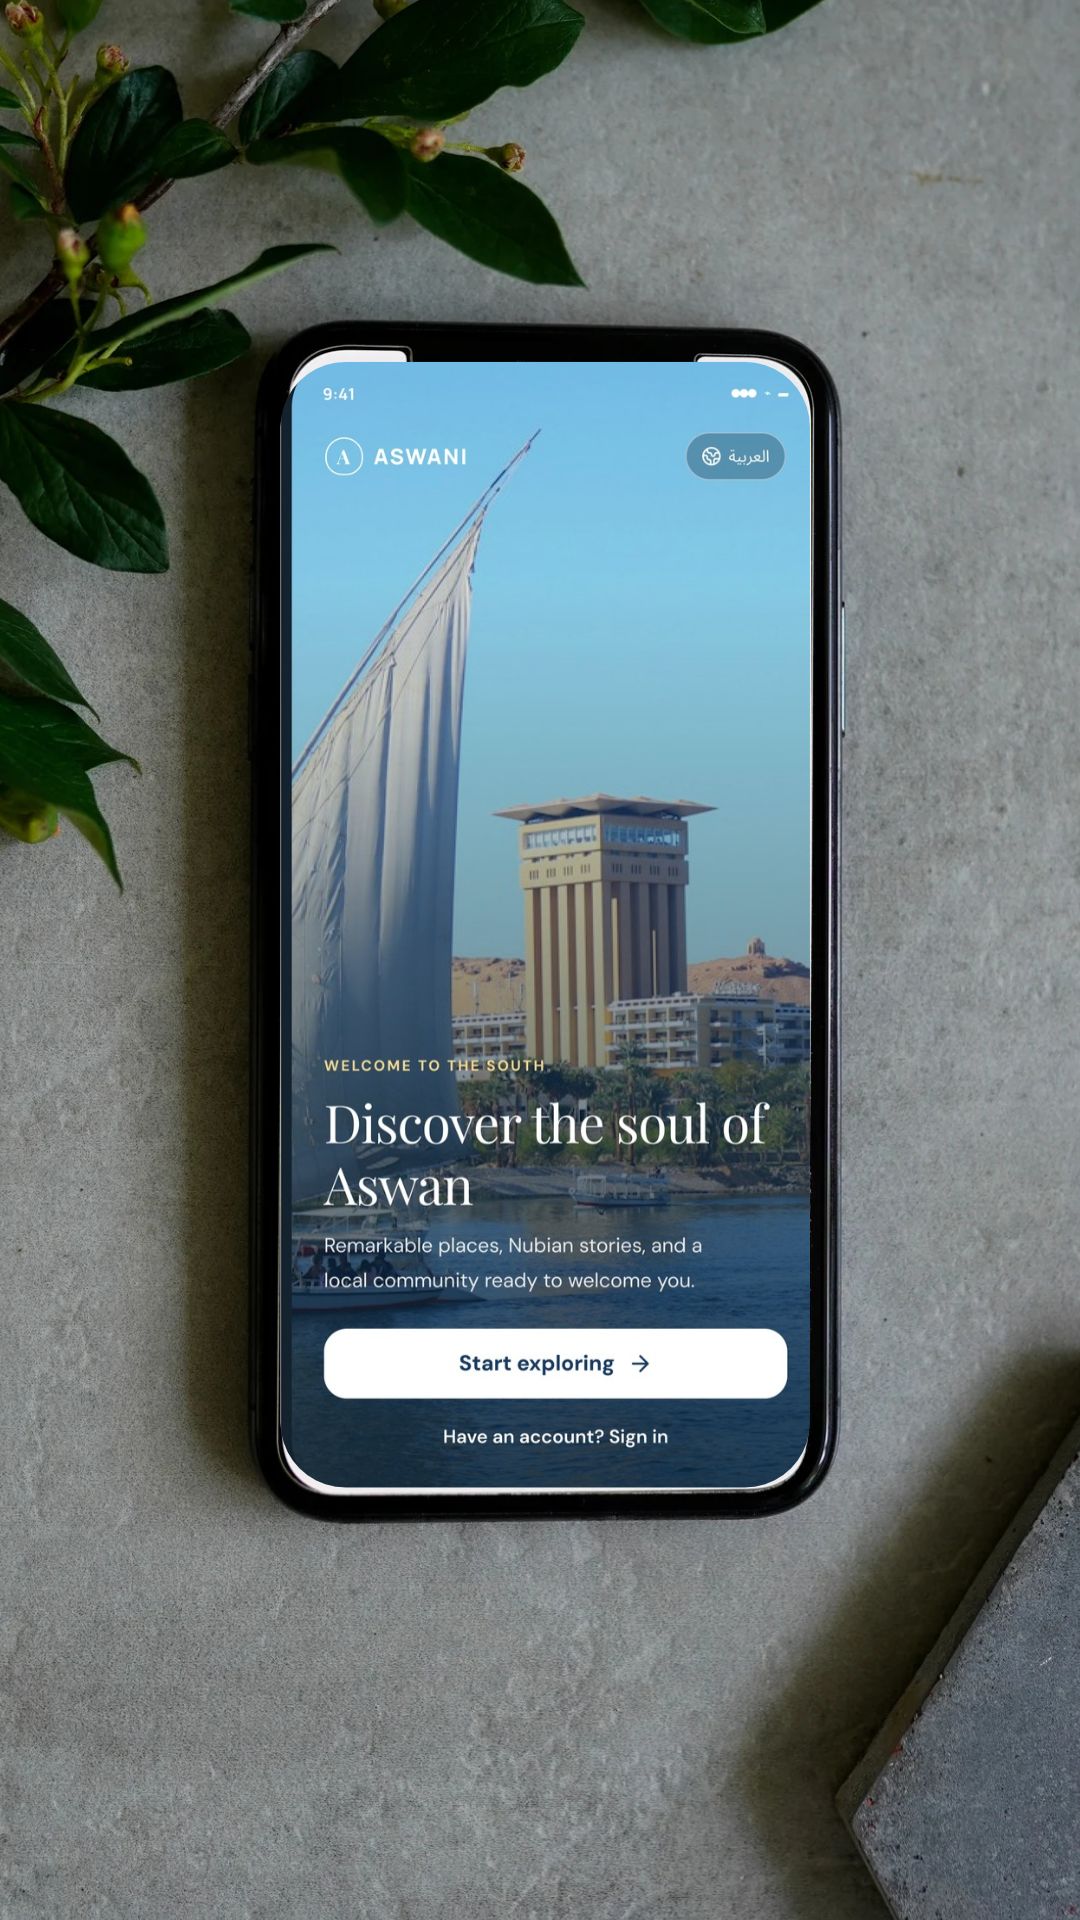 9:41
A ASWANI
العربية
WELCOME TO THE SOUTH
Discover the soul of
Aswan
Remarkable places, Nubian stories, and a
local community ready to welcome you.
Start exploring →
Have an account? Sign in